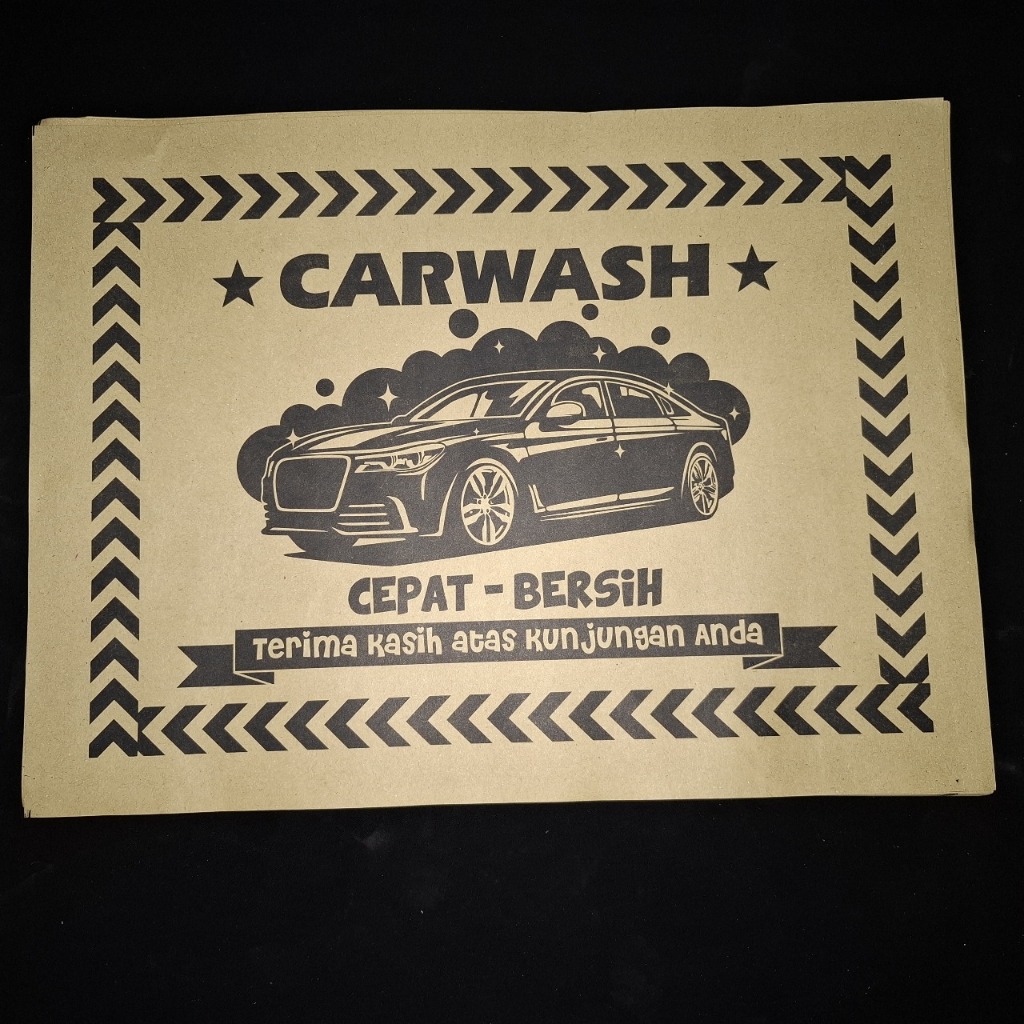 CARWASH
CEPAT - BERSiH
Terima Kasih atas Kunjungan Anda